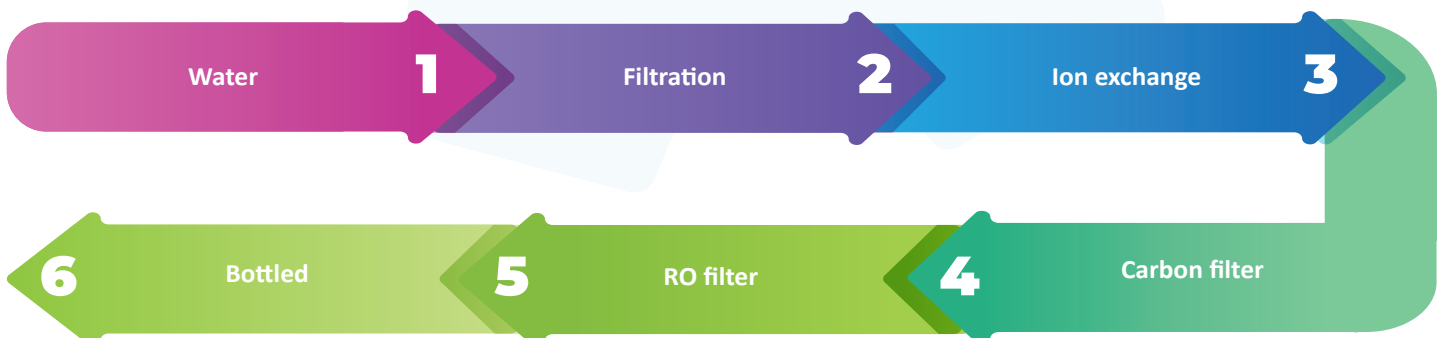 Water 1
Filtration 2
Ion exchange 3
Carbon filter 4
RO filter 5
Bottled 6